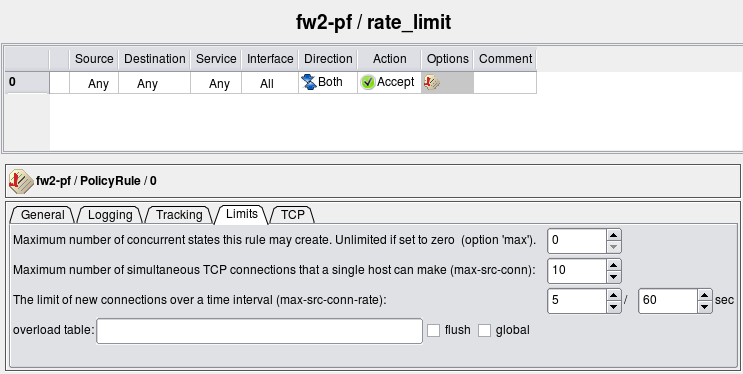 fw2-pf / rate_limit
Source Destination Service Interface Direction Action Options Comment
0 Any Any Any All Both Accept
fw2-pf / PolicyRule / 0
General Logging Tracking Limits TCP
Maximum number of concurrent states this rule may create. Unlimited if set to zero (option 'max'). 0
Maximum number of simultaneous TCP connections that a single host can make (max-src-conn): 10
The limit of new connections over a time interval (max-src-conn-rate): 5 / 60 sec
overload table: flush global